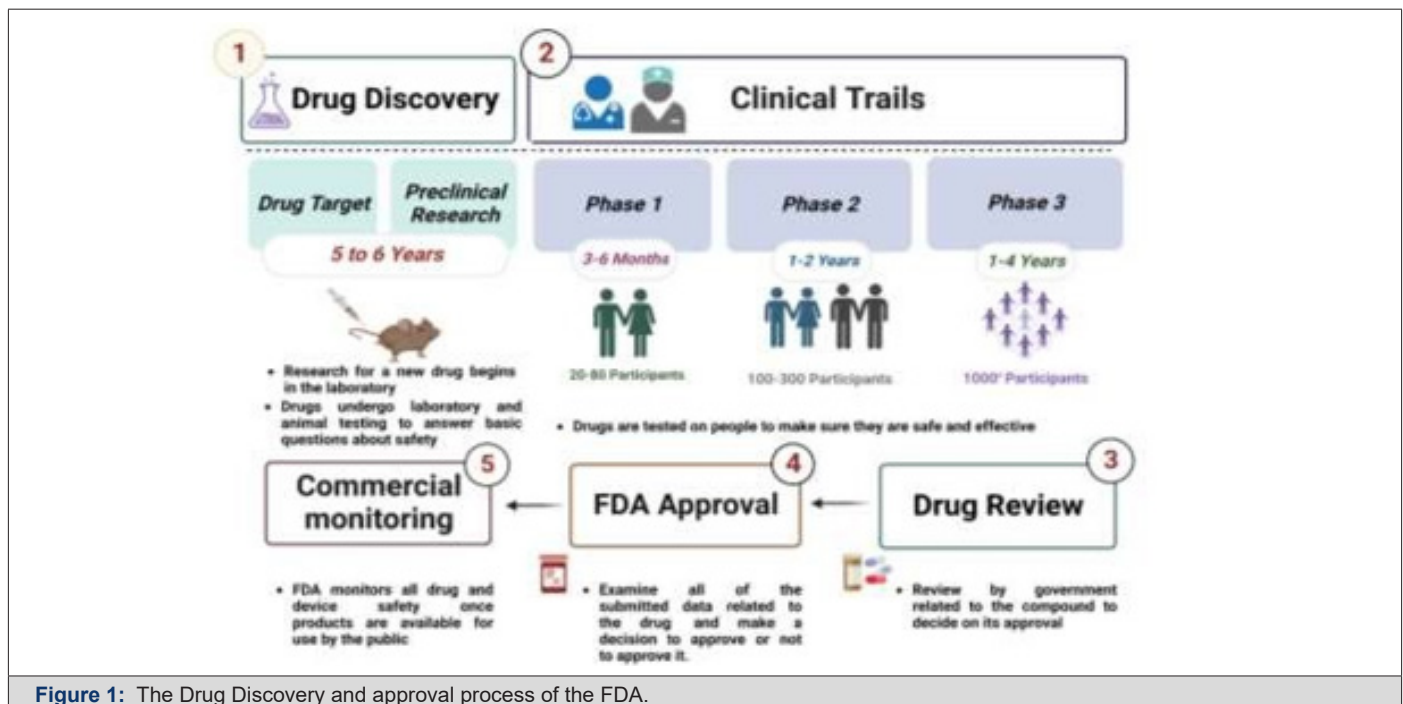 1
Drug Discovery
2
Clinical Trails
Drug Target
Preclinical
Research
5 to 6 Years
Phase 1
3-6 Months
Phase 2
1-2 Years
Phase 3
1-4 Years
20-80 Participants
100-300 Participants
1000' Participants
• Research for a new drug begins
in the laboratory
• Drugs undergo laboratory and
animal testing to answer basic
questions about safety
• Drugs are tested on people to make sure they are safe and effective
3
Drug Review
• Review by government
related to the compound to
decide on its approval
4
FDA Approval
• Examine all of the
submitted data related to
the drug and make a
decision to approve or not
to approve it.
5
Commercial
monitoring
• FDA monitors all drug and
device safety once
products are available for
use by the public
Figure 1: The Drug Discovery and approval process of the FDA.